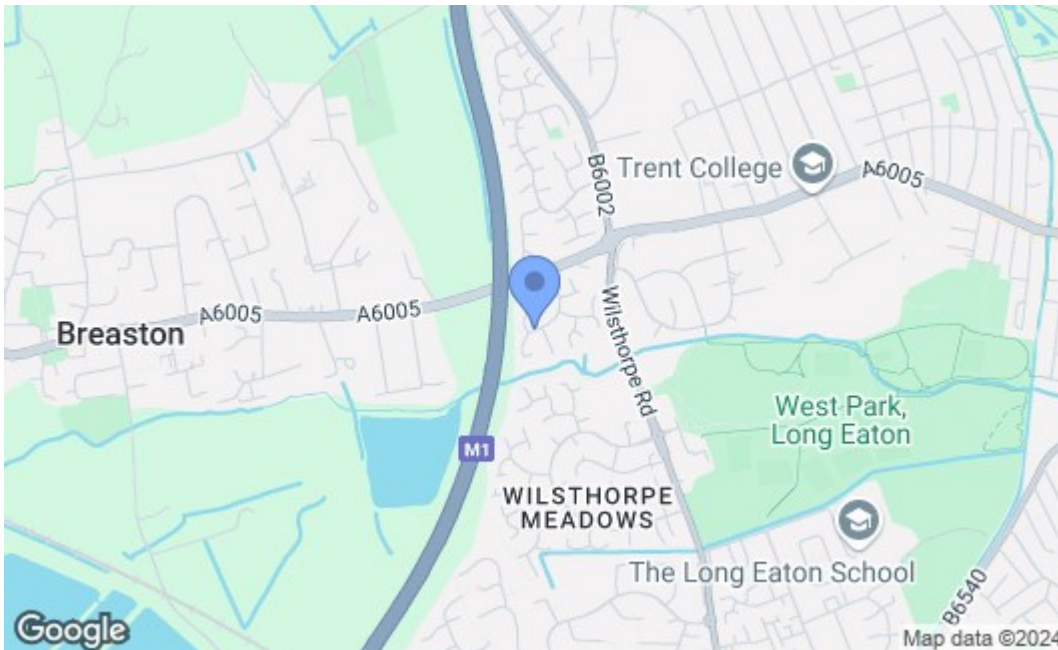 B6002
Trent College
A6005
A6005
A6005
Breaston
Wilsthorpe Rd
West Park,
Long Eaton
M1
WILSTHORPE
MEADOWS
The Long Eaton School
B6540
Google
Map data ©2024